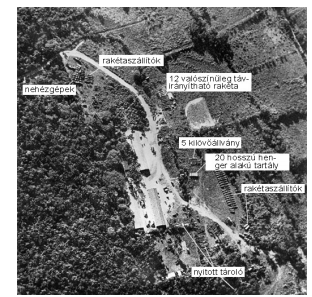 rakétaszállítók
nehézgépek
12 valószínűleg táv-
irányítható rakéta
5 kilövőállvány
20 hosszú hen-
ger alakú tartály
rakétaszállítók
nyitott tároló